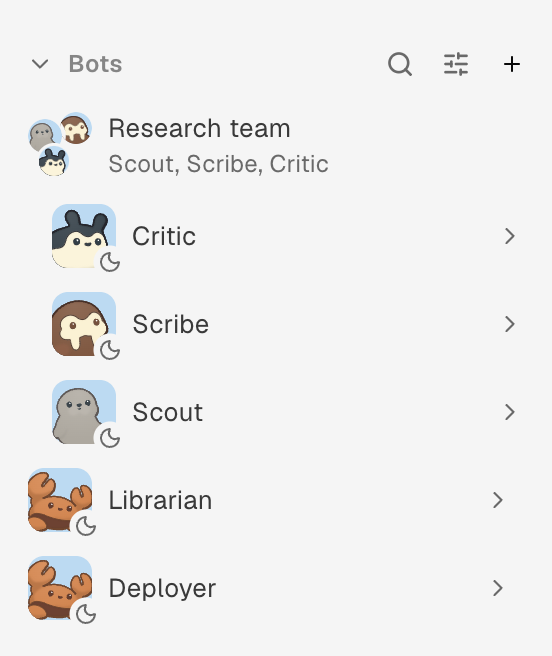 Bots
Research team
Scout, Scribe, Critic
Critic
Scribe
Scout
Librarian
Deployer